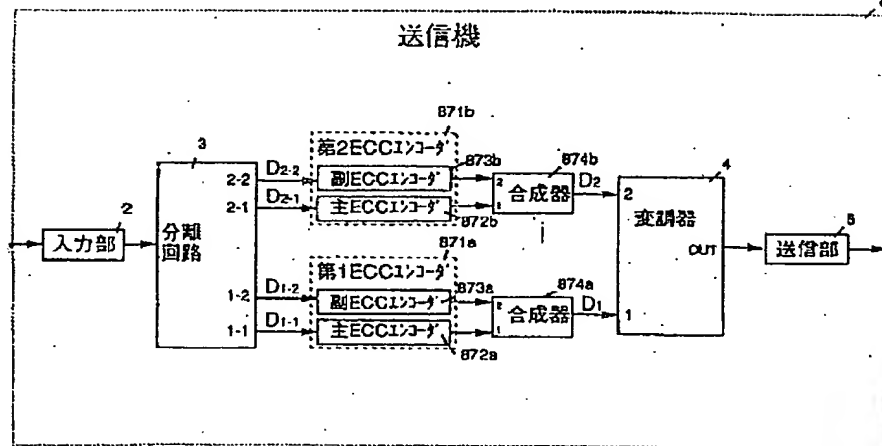 送信機
871b
第2ECCエンコーダ
3
D2-2
873b
874b
4
2-2
副ECCエンコーダ
2
合成器
D2
2
D2-1
2-1
主ECCエンコーダ
1
変調器
2
分離
回路
872b
5
入力部
871a
OUT
送信部
第1ECCエンコーダ
873a
874a
D1-2
1-2
副ECCエンコーダ
2
合成器
D1
1
D1-1
1-1
主ECCエンコーダ
1
872a